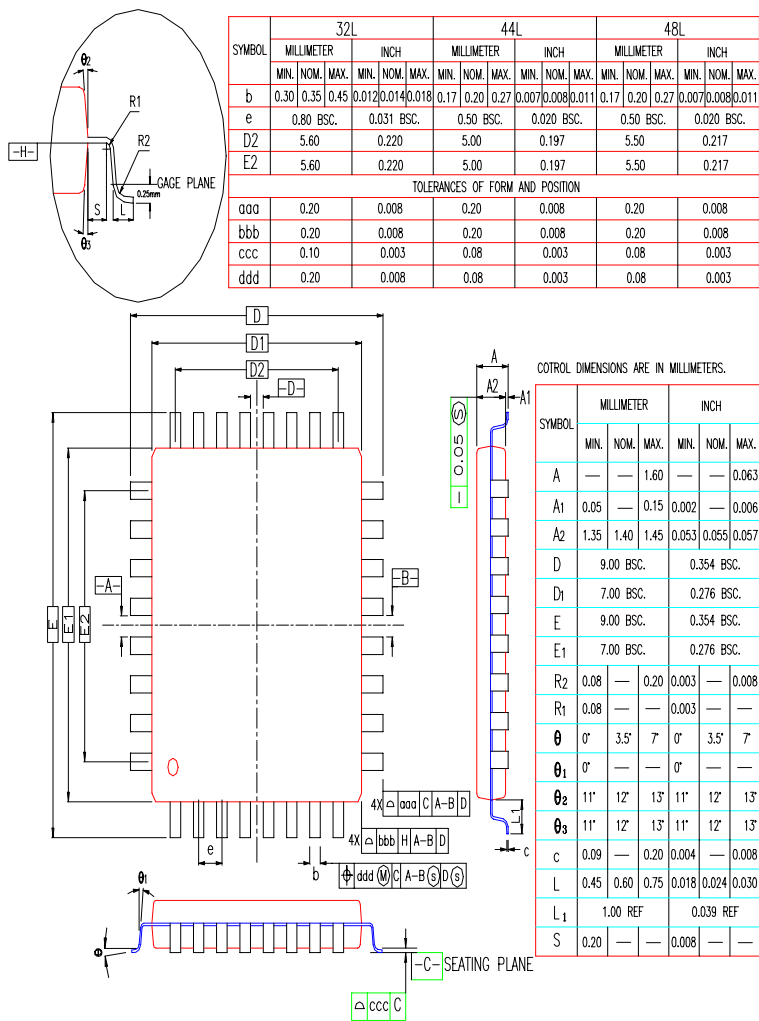 θ2
R1
R2
-H-
GAGE PLANE
0.25mm
S L
θ3
32L 44L 48L
SYMBOL MILLIMETER INCH MILLIMETER INCH MILLIMETER INCH
MIN. NOM. MAX. MIN. NOM. MAX. MIN. NOM. MAX. MIN. NOM. MAX. MIN. NOM. MAX. MIN. NOM. MAX.
b 0.30 0.35 0.45 0.012 0.014 0.018 0.17 0.20 0.27 0.007 0.008 0.011 0.17 0.20 0.27 0.007 0.008 0.011
e 0.80 BSC. 0.031 BSC. 0.50 BSC. 0.020 BSC. 0.50 BSC. 0.020 BSC.
D2 5.60 0.220 5.00 0.197 5.50 0.217
E2 5.60 0.220 5.00 0.197 5.50 0.217
TOLERANCES OF FORM AND POSITION
aaa 0.20 0.008 0.20 0.008 0.20 0.008
bbb 0.20 0.008 0.20 0.008 0.20 0.008
ccc 0.10 0.003 0.08 0.003 0.08 0.003
ddd 0.20 0.008 0.08 0.003 0.08 0.003
D
D1
D2
-D-
-A-
-B-
E
E1
E2
e
b
4X aaa C A-B D
4X bbb H A-B D
ddd M C A-B S D S
A
A2 A1
0.05 S
L1
c
θ1
θ
-C- SEATING PLANE
ccc C
COTROL DIMENSIONS ARE IN MILLIMETERS.
SYMBOL MILLIMETER INCH
MIN. NOM. MAX. MIN. NOM. MAX.
A — — 1.60 — — 0.063
A1 0.05 — 0.15 0.002 — 0.006
A2 1.35 1.40 1.45 0.053 0.055 0.057
D 9.00 BSC. 0.354 BSC.
D1 7.00 BSC. 0.276 BSC.
E 9.00 BSC. 0.354 BSC.
E1 7.00 BSC. 0.276 BSC.
R2 0.08 — 0.20 0.003 — 0.008
R1 0.08 — — 0.003 — —
θ 0° 3.5° 7° 0° 3.5° 7°
θ1 0° — — 0° — —
θ2 11° 12° 13° 11° 12° 13°
θ3 11° 12° 13° 11° 12° 13°
c 0.09 — 0.20 0.004 — 0.008
L 0.45 0.60 0.75 0.018 0.024 0.030
L1 1.00 REF 0.039 REF
S 0.20 — — 0.008 — —